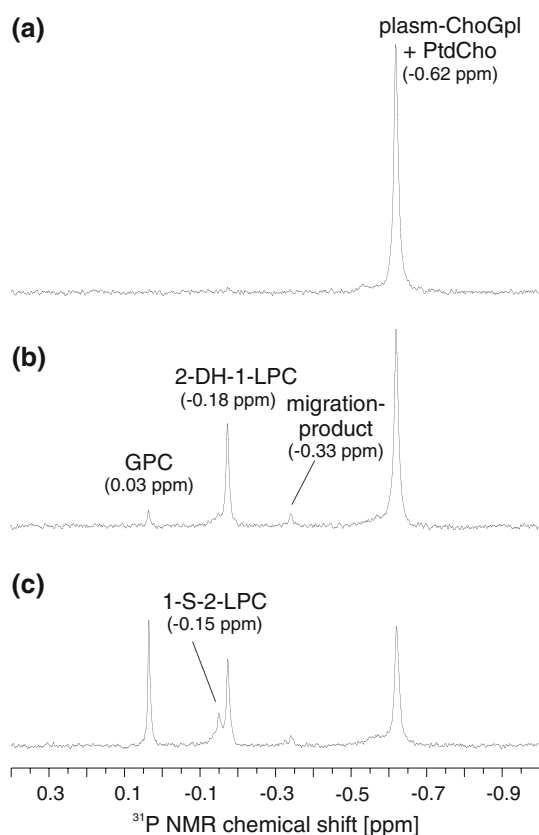 (a)
plasm-ChoGpl
+ PtdCho
(-0.62 ppm)
(b)
2-DH-1-LPC
(-0.18 ppm)
migration-
product
(-0.33 ppm)
GPC
(0.03 ppm)
(c)
1-S-2-LPC
(-0.15 ppm)
0.3 0.1 -0.1 -0.3 -0.5 -0.7 -0.9
³¹P NMR chemical shift [ppm]